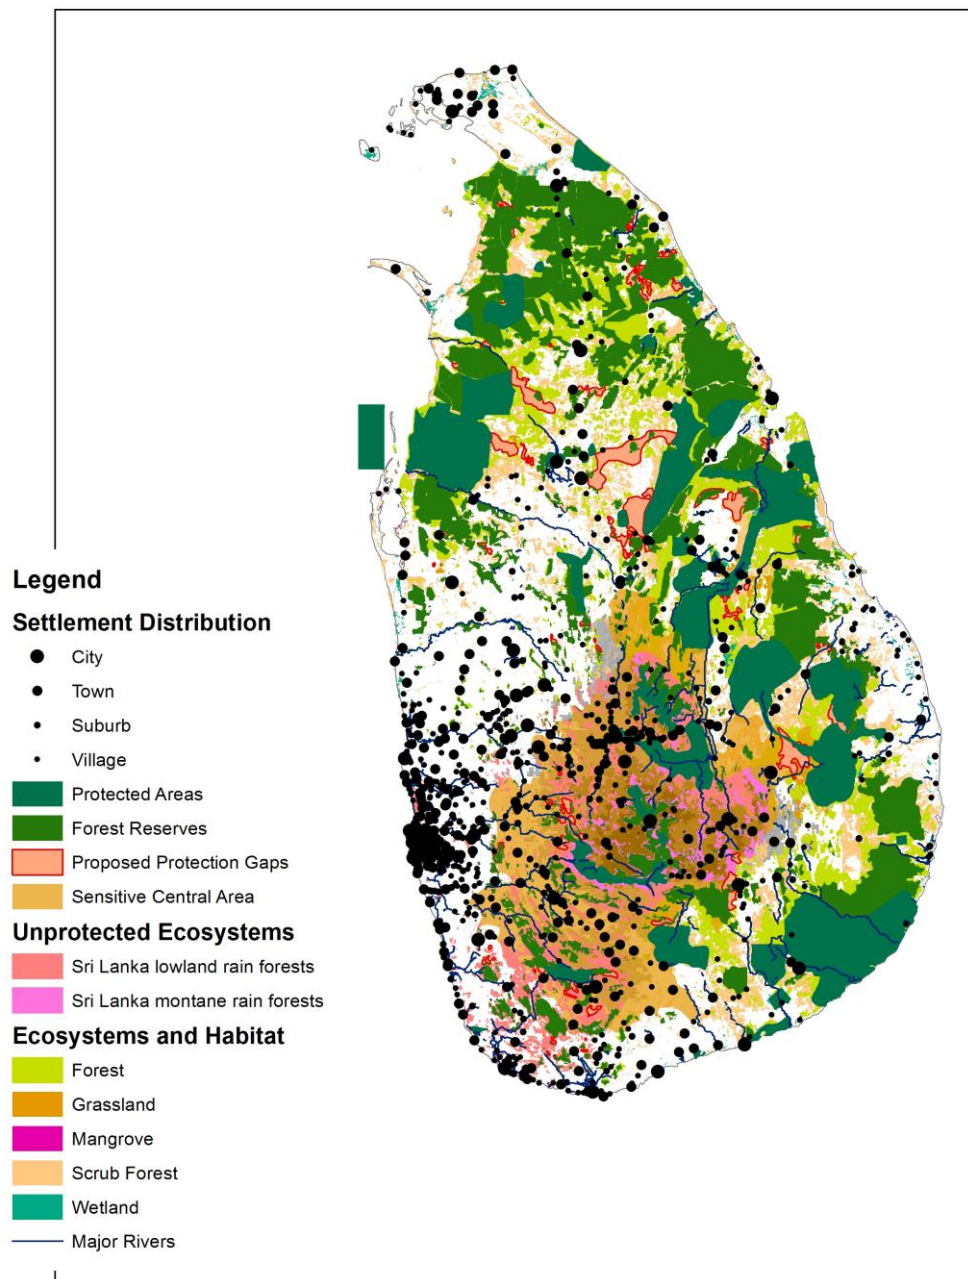 Legend
Settlement Distribution
City
Town
Suburb
Village
Protected Areas
Forest Reserves
Proposed Protection Gaps
Sensitive Central Area
Unprotected Ecosystems
Sri Lanka lowland rain forests
Sri Lanka montane rain forests
Ecosystems and Habitat
Forest
Grassland
Mangrove
Scrub Forest
Wetland
Major Rivers